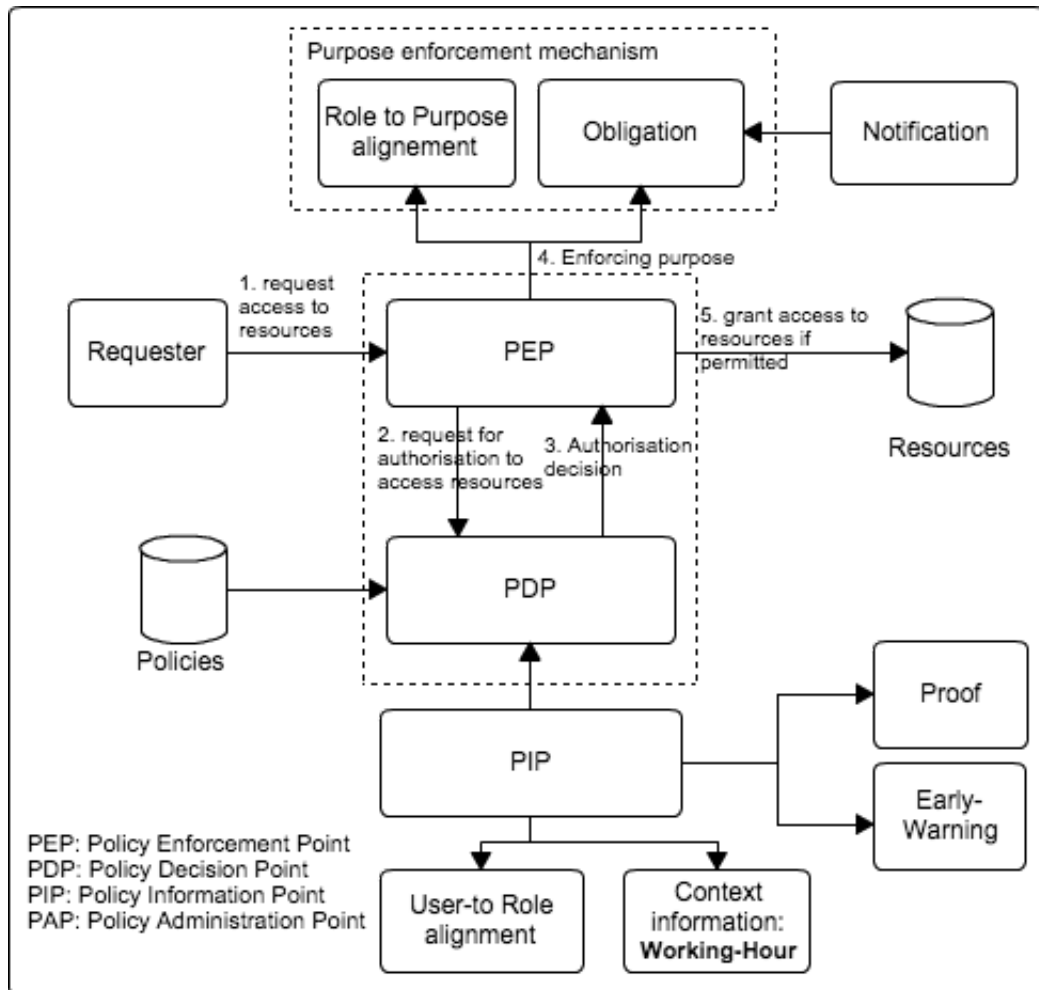 Purpose enforcement mechanism
Role to Purpose
alignement
Obligation
Notification
4. Enforcing purpose
1. request
access to
resources
Requester
PEP
5. grant access to
resources if
permitted
Resources
2. request for
authorisation to
access resources
3. Authorisation
decision
PDP
Policies
PIP
Proof
Early-
Warning
PEP: Policy Enforcement Point
PDP: Policy Decision Point
PIP: Policy Information Point
PAP: Policy Administration Point
User-to Role
alignment
Context
information:
Working-Hour